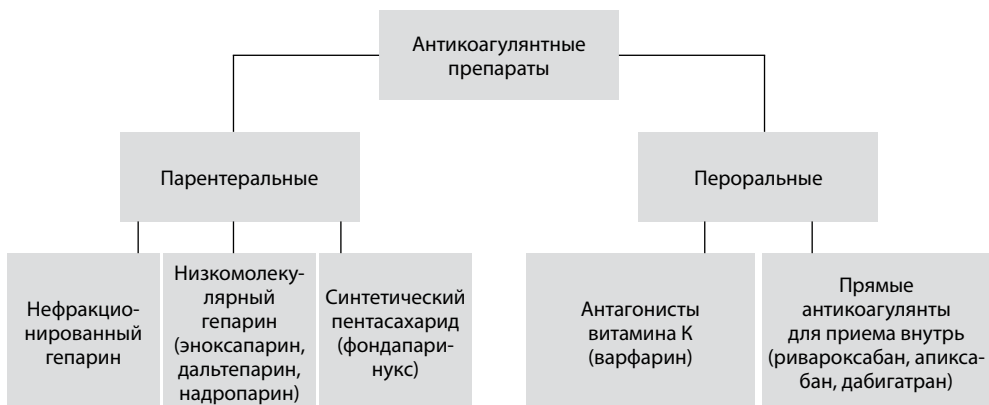 Антикоагулянтные
препараты
Парентеральные
Пероральные
Нефракцио-
нированный
гепарин
Низкомолеку-
лярный
гепарин
(эноксапарин,
дальтепарин,
надропарин)
Синтетический
пентасахарид
(фондапари-
нукс)
Антагонисты
витамина К
(варфарин)
Прямые
антикоагулянты
для приема внутрь
(ривароксабан, апикса-
бан, дабигатран)